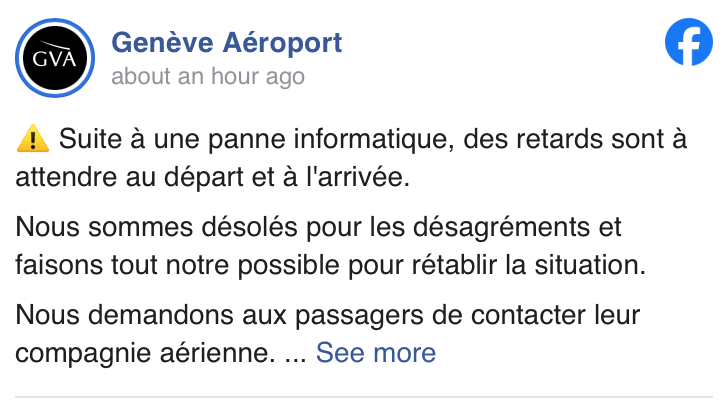 GVA
Genève Aéroport
about an hour ago
⚠️ Suite à une panne informatique, des retards sont à
attendre au départ et à l'arrivée.
Nous sommes désolés pour les désagréments et
faisons tout notre possible pour rétablir la situation.
Nous demandons aux passagers de contacter leur
compagnie aérienne. ... See more